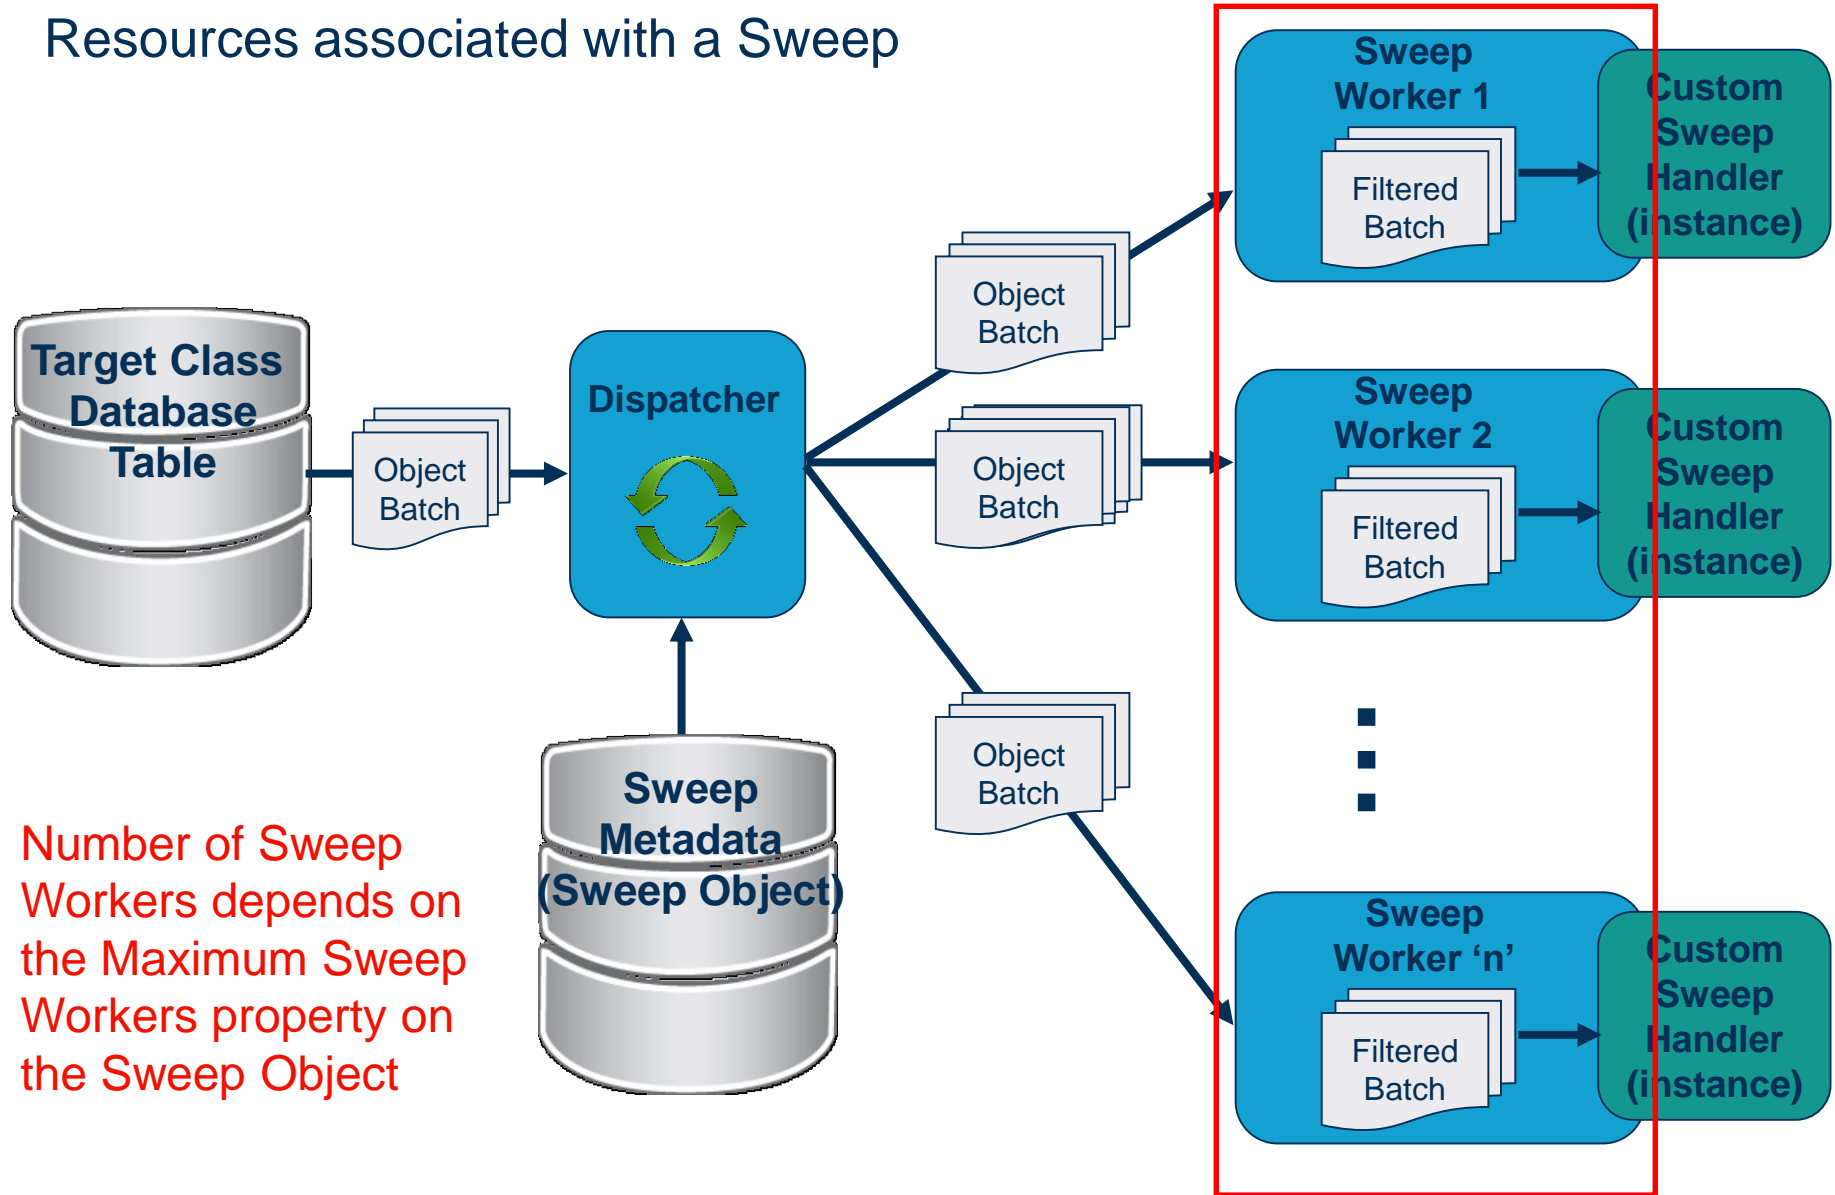 Resources associated with a Sweep
Target Class
Database
Table
Object
Batch
Dispatcher
Sweep
Metadata
(Sweep Object)
Number of Sweep
Workers depends on
the Maximum Sweep
Workers property on
the Sweep Object
Object
Batch
Object
Batch
Object
Batch
Sweep
Worker 1
Filtered
Batch
Custom
Sweep
Handler
(instance)
Sweep
Worker 2
Filtered
Batch
Custom
Sweep
Handler
(instance)
Sweep
Worker ‘n’
Filtered
Batch
Custom
Sweep
Handler
(instance)